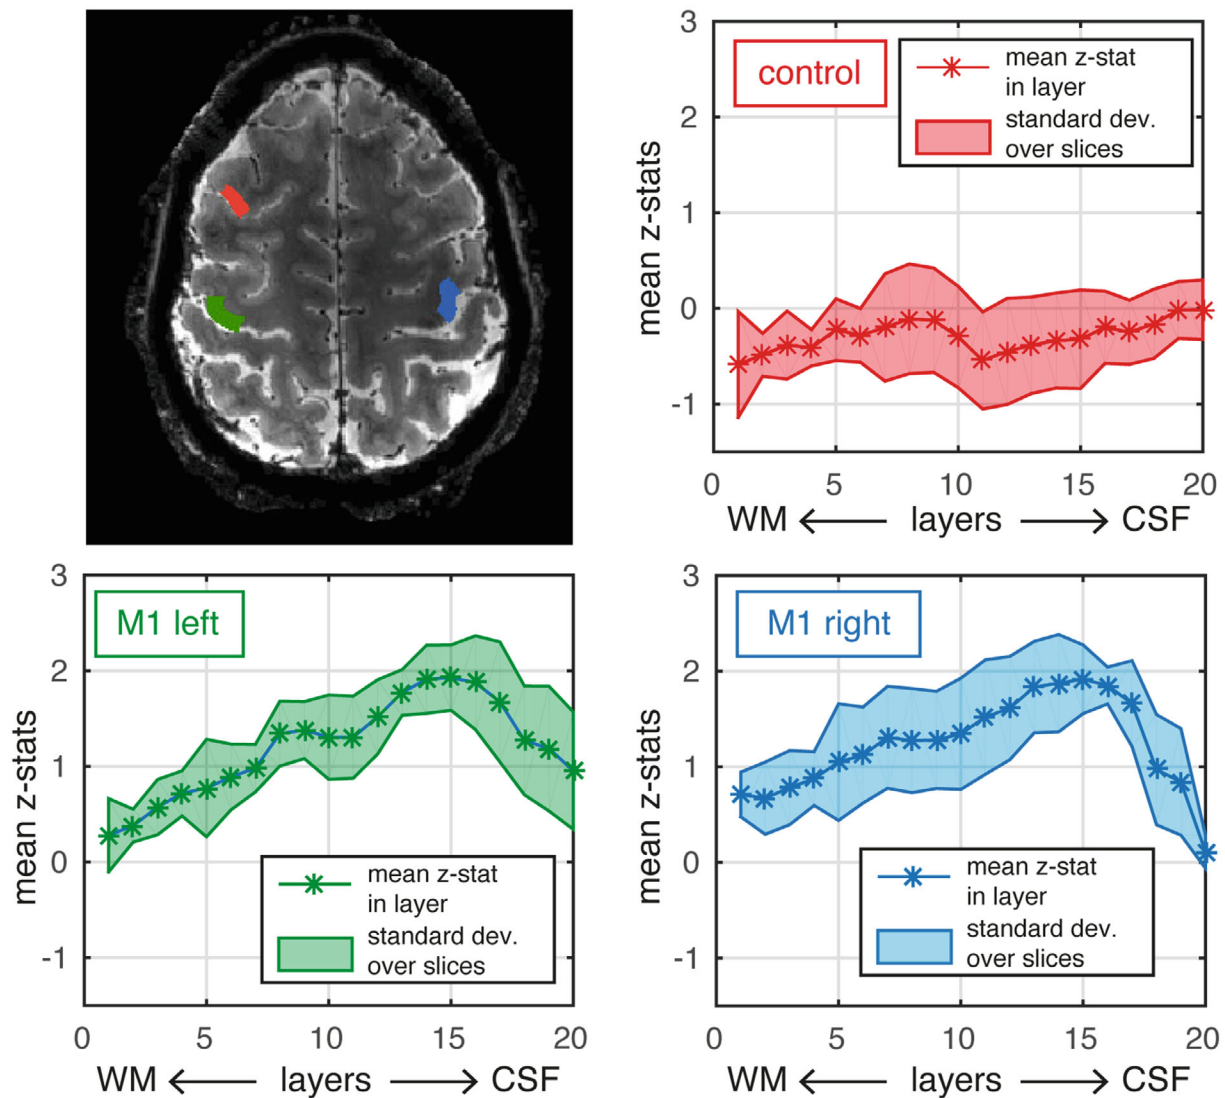 3
2
1
0
-1
mean z-stats
control
mean z-stat
in layer
standard dev.
over slices
0 5 10 15 20
WM ← layers → CSF
3
2
1
0
-1
mean z-stats
M1 left
mean z-stat
in layer
standard dev.
over slices
0 5 10 15 20
WM ← layers → CSF
3
2
1
0
-1
mean z-stats
M1 right
mean z-stat
in layer
standard dev.
over slices
0 5 10 15 20
WM ← layers → CSF